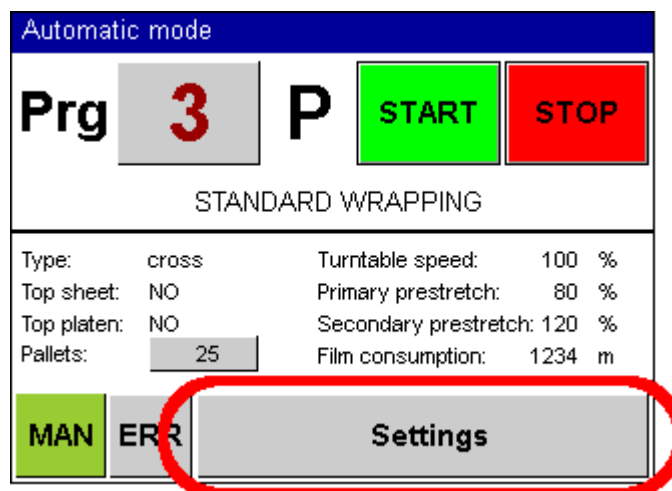 Automatic mode
Prg 3 P START STOP
STANDARD WRAPPING
Type: cross Turntable speed: 100 %
Top sheet: NO Primary prestretch: 80 %
Top platen: NO Secondary prestretch: 120 %
Pallets: 25 Film consumption: 1234 m
MAN ERR Settings